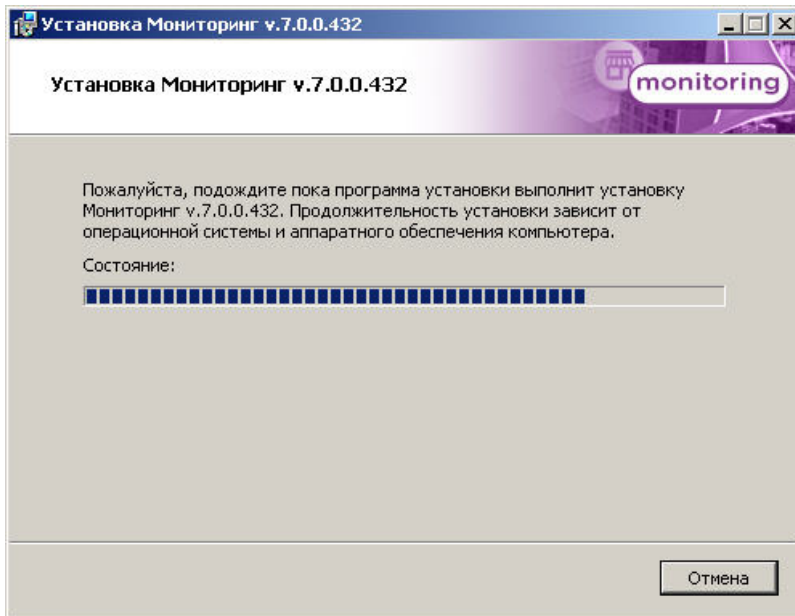 Установка Мониторинг v.7.0.0.432
Установка Мониторинг v.7.0.0.432
monitoring
Пожалуйста, подождите пока программа установки выполнит установку
Мониторинг v.7.0.0.432. Продолжительность установки зависит от
операционной системы и аппаратного обеспечения компьютера.
Состояние:
Отмена